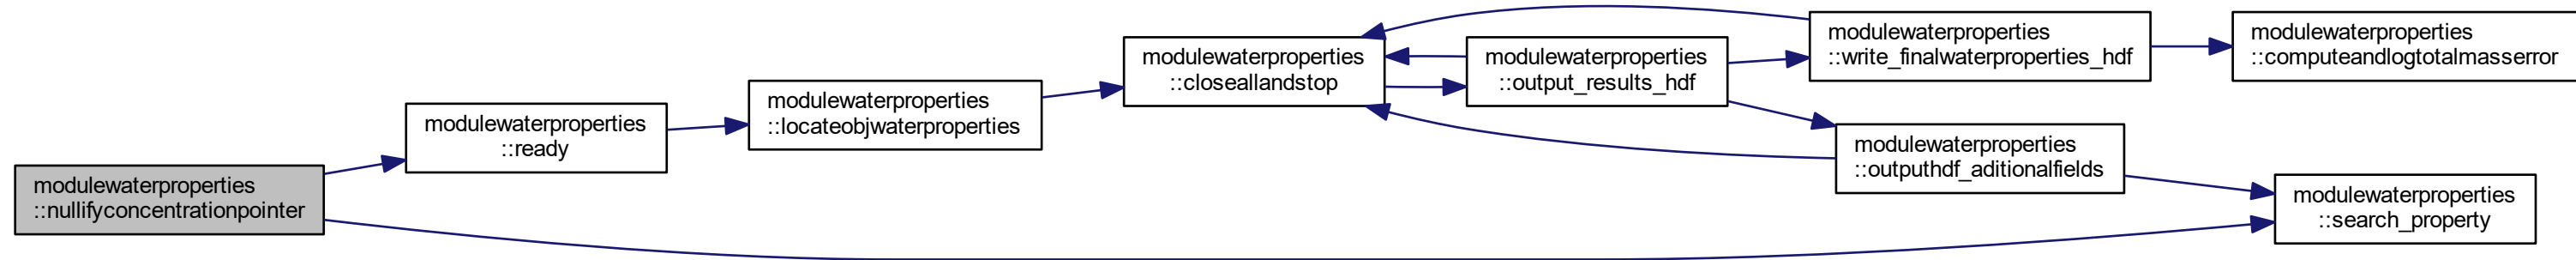 modulewaterproperties
::nullifyconcentrationpointer
modulewaterproperties
::ready
modulewaterproperties
::locateobjwaterproperties
modulewaterproperties
::closeallandstop
modulewaterproperties
::output_results_hdf
modulewaterproperties
::write_finalwaterproperties_hdf
modulewaterproperties
::computeandlogtotalmasserror
modulewaterproperties
::outputhdf_aditionalfields
modulewaterproperties
::search_property